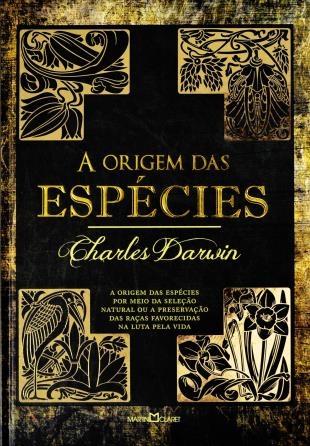 A ORIGEM DAS
ESPÉCIES
Charles Darwin
A ORIGEM DAS ESPÉCIES
POR MEIO DA SELEÇÃO
NATURAL OU A PRESERVAÇÃO
DAS RAÇAS FAVORECIDAS
NA LUTA PELA VIDA
MARTIN CLARET